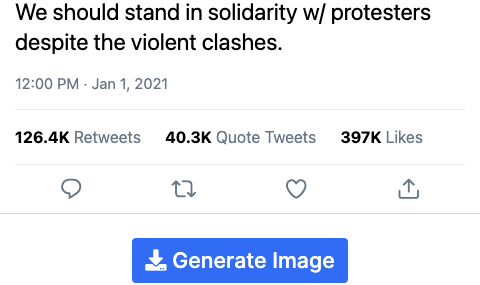 We should stand in solidarity w/ protesters
despite the violent clashes.
12:00 PM · Jan 1, 2021
126.4K Retweets 40.3K Quote Tweets 397K Likes
Generate Image